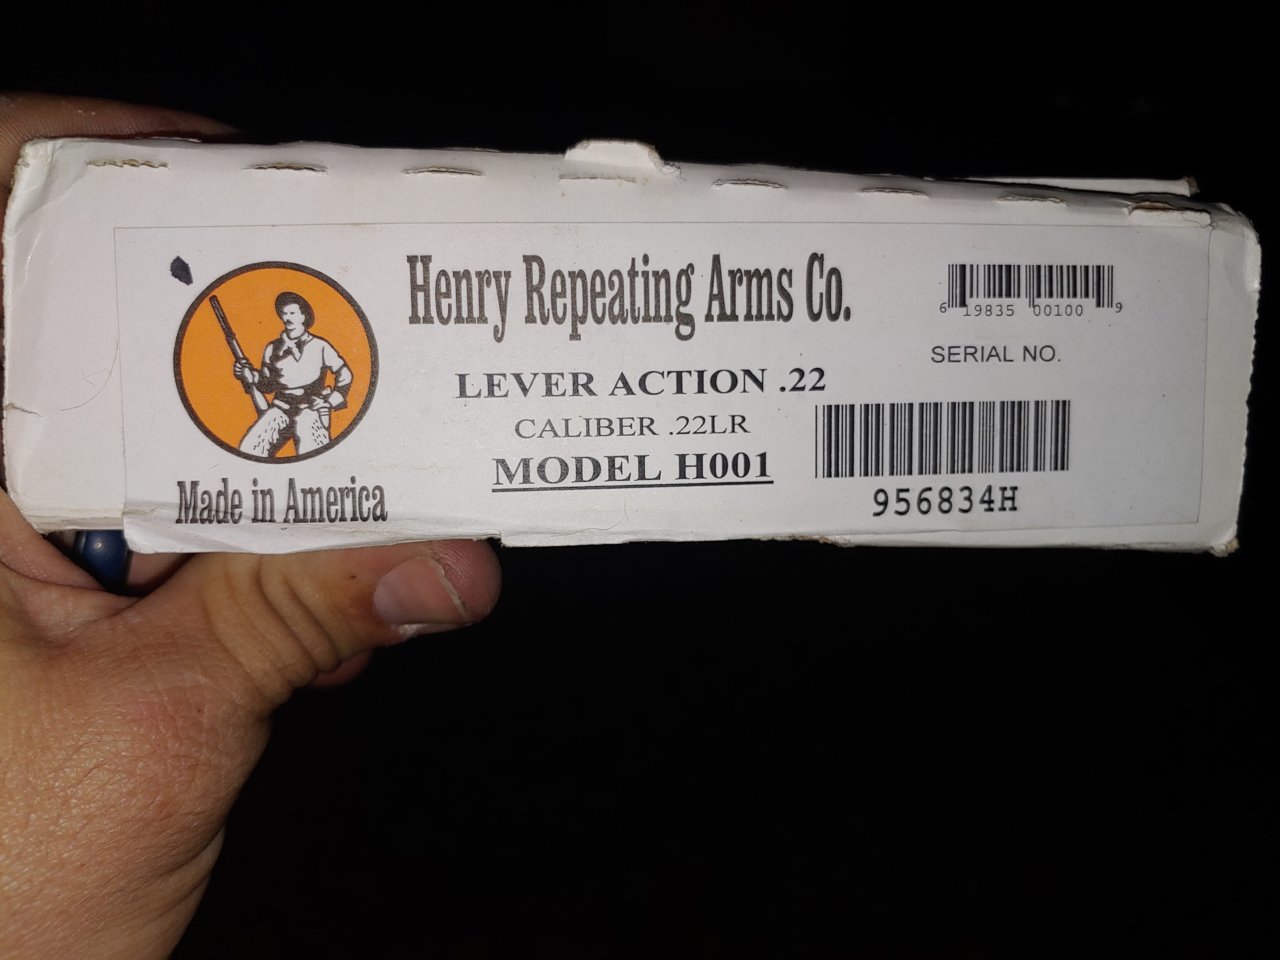 Henry Repeating Arms Co.
LEVER ACTION .22
CALIBER .22LR
MODEL H001
Made in America
6 19835 00100 9
SERIAL NO.
956834H